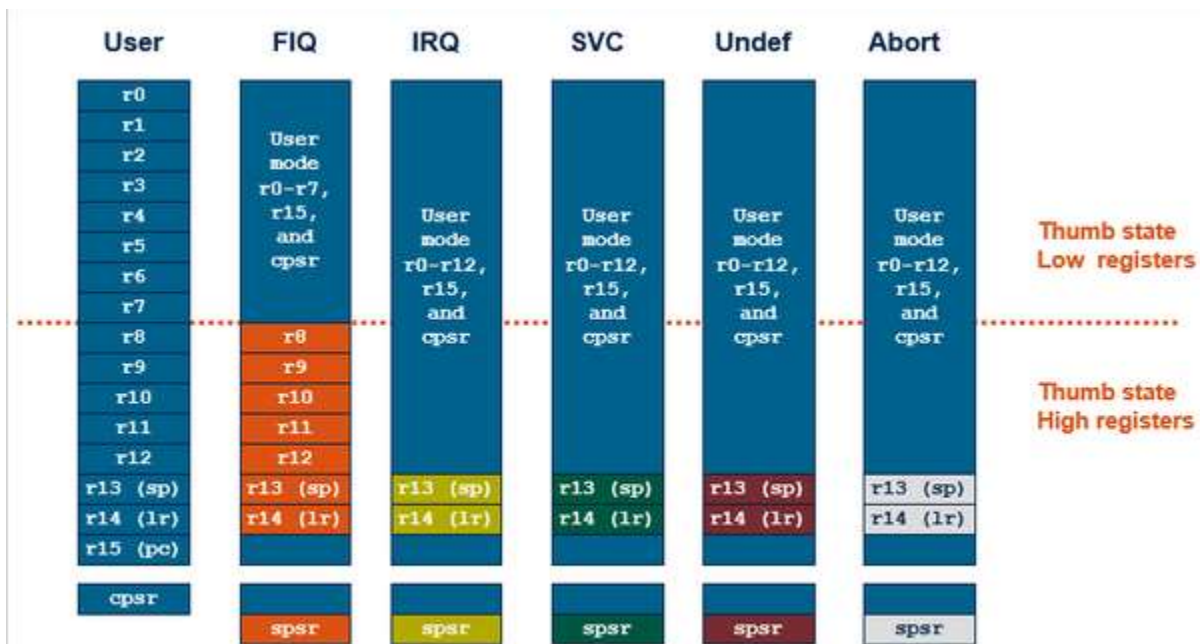 User
FIQ
IRQ
SVC
Undef
Abort
r0
r1
r2
r3
r4
r5
r6
r7
r8
r9
r10
r11
r12
r13 (sp)
r14 (lr)
r15 (pc)
cpsr
User
mode
r0-r7,
r15,
and
cpsr
r8
r9
r10
r11
r12
r13 (sp)
r14 (lr)
spsr
User
mode
r0-r12,
r15,
and
cpsr
r13 (sp)
r14 (lr)
spsr
User
mode
r0-r12,
r15,
and
cpsr
r13 (sp)
r14 (lr)
spsr
User
mode
r0-r12,
r15,
and
cpsr
r13 (sp)
r14 (lr)
spsr
User
mode
r0-r12,
r15,
and
cpsr
r13 (sp)
r14 (lr)
spsr
Thumb state
Low registers
Thumb state
High registers